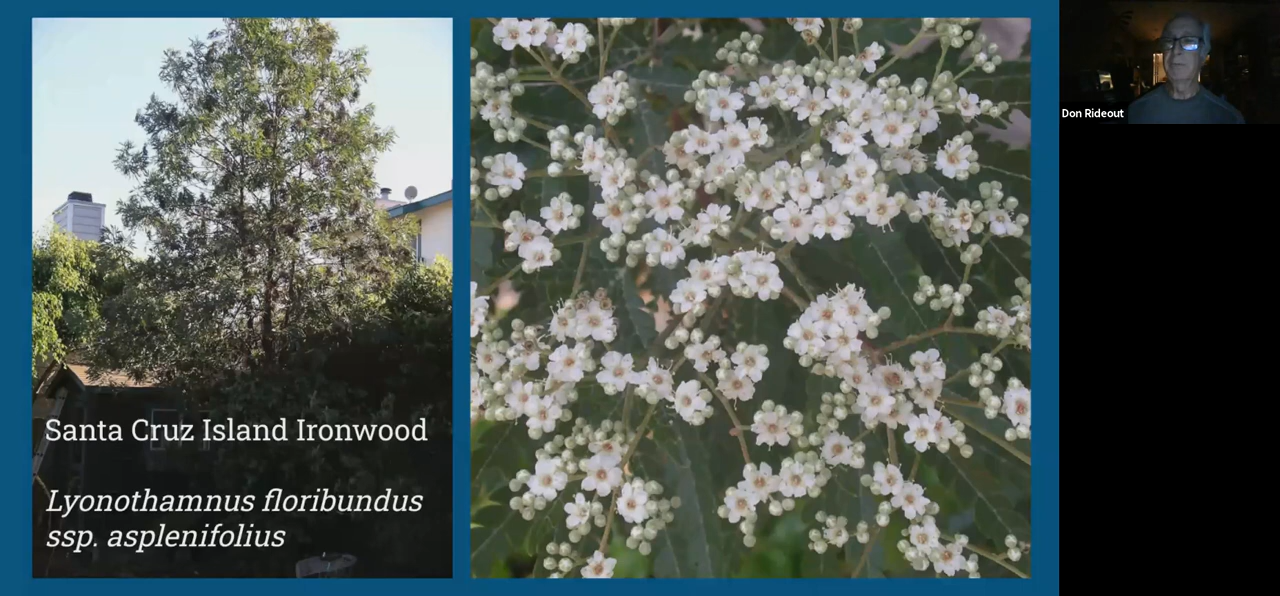 Santa Cruz Island Ironwood
Lyonothamnus floribundus
ssp. asplenifolius
Don Rideout